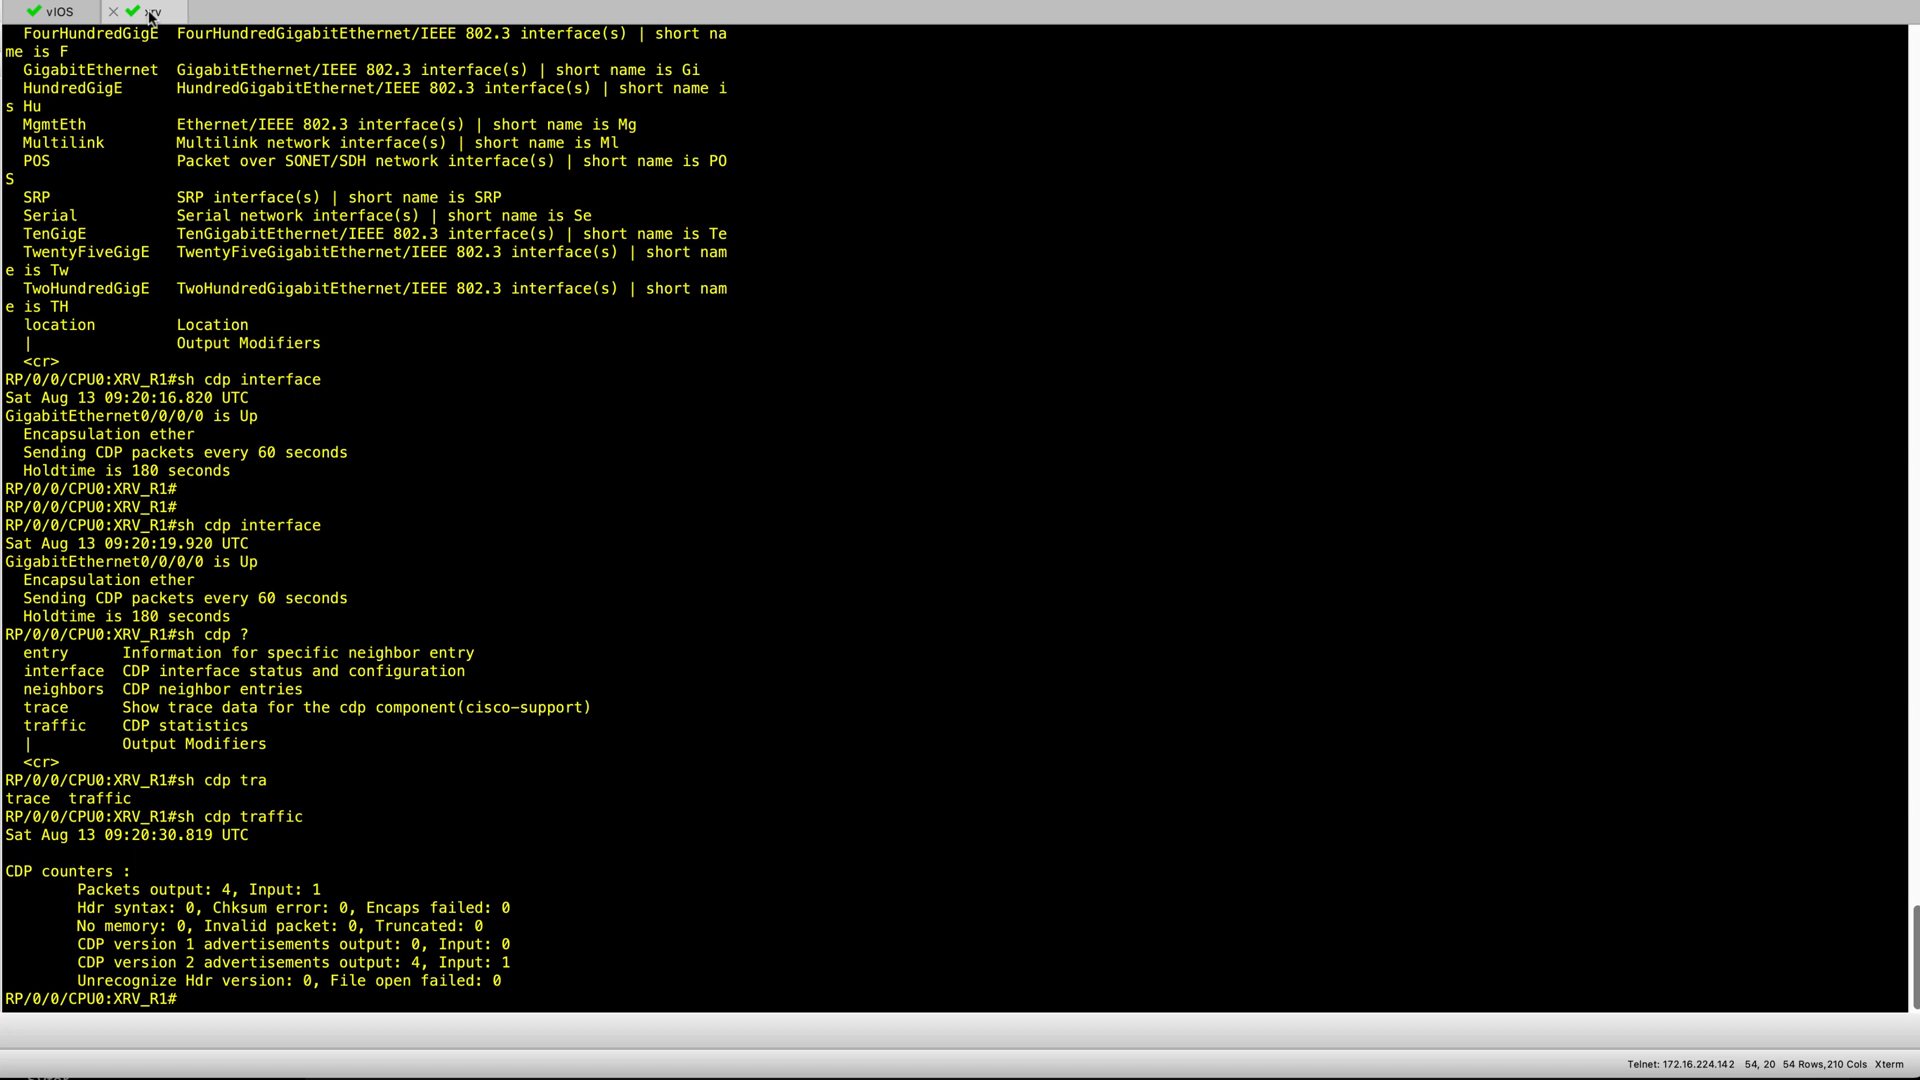 vIOS
xrv
  FourHundredGigE  FourHundredGigabitEthernet/IEEE 802.3 interface(s) | short na
me is F
  GigabitEthernet  GigabitEthernet/IEEE 802.3 interface(s) | short name is Gi
  HundredGigE      HundredGigabitEthernet/IEEE 802.3 interface(s) | short name i
s Hu
  MgmtEth          Ethernet/IEEE 802.3 interface(s) | short name is Mg
  Multilink        Multilink network interface(s) | short name is Ml
  POS              Packet over SONET/SDH network interface(s) | short name is PO
S
  SRP              SRP interface(s) | short name is SRP
  Serial           Serial network interface(s) | short name is Se
  TenGigE          TenGigabitEthernet/IEEE 802.3 interface(s) | short name is Te
  TwentyFiveGigE   TwentyFiveGigabitEthernet/IEEE 802.3 interface(s) | short nam
e is Tw
  TwoHundredGigE   TwoHundredGigabitEthernet/IEEE 802.3 interface(s) | short nam
e is TH
  location         Location
  |                Output Modifiers
  <cr>
RP/0/0/CPU0:XRV_R1#sh cdp interface
Sat Aug 13 09:20:16.820 UTC
GigabitEthernet0/0/0/0 is Up
  Encapsulation ether
  Sending CDP packets every 60 seconds
  Holdtime is 180 seconds
RP/0/0/CPU0:XRV_R1#
RP/0/0/CPU0:XRV_R1#
RP/0/0/CPU0:XRV_R1#sh cdp interface
Sat Aug 13 09:20:19.920 UTC
GigabitEthernet0/0/0/0 is Up
  Encapsulation ether
  Sending CDP packets every 60 seconds
  Holdtime is 180 seconds
RP/0/0/CPU0:XRV_R1#sh cdp ?
  entry      Information for specific neighbor entry
  interface  CDP interface status and configuration
  neighbors  CDP neighbor entries
  trace      Show trace data for the cdp component(cisco-support)
  traffic    CDP statistics
  |          Output Modifiers
  <cr>
RP/0/0/CPU0:XRV_R1#sh cdp tra
trace  traffic
RP/0/0/CPU0:XRV_R1#sh cdp traffic
Sat Aug 13 09:20:30.819 UTC

CDP counters :
        Packets output: 4, Input: 1
        Hdr syntax: 0, Chksum error: 0, Encaps failed: 0
        No memory: 0, Invalid packet: 0, Truncated: 0
        CDP version 1 advertisements output: 0, Input: 0
        CDP version 2 advertisements output: 4, Input: 1
        Unrecognize Hdr version: 0, File open failed: 0
RP/0/0/CPU0:XRV_R1#
Telnet: 172.16.224.142   54, 20   54 Rows,210 Cols   Xterm